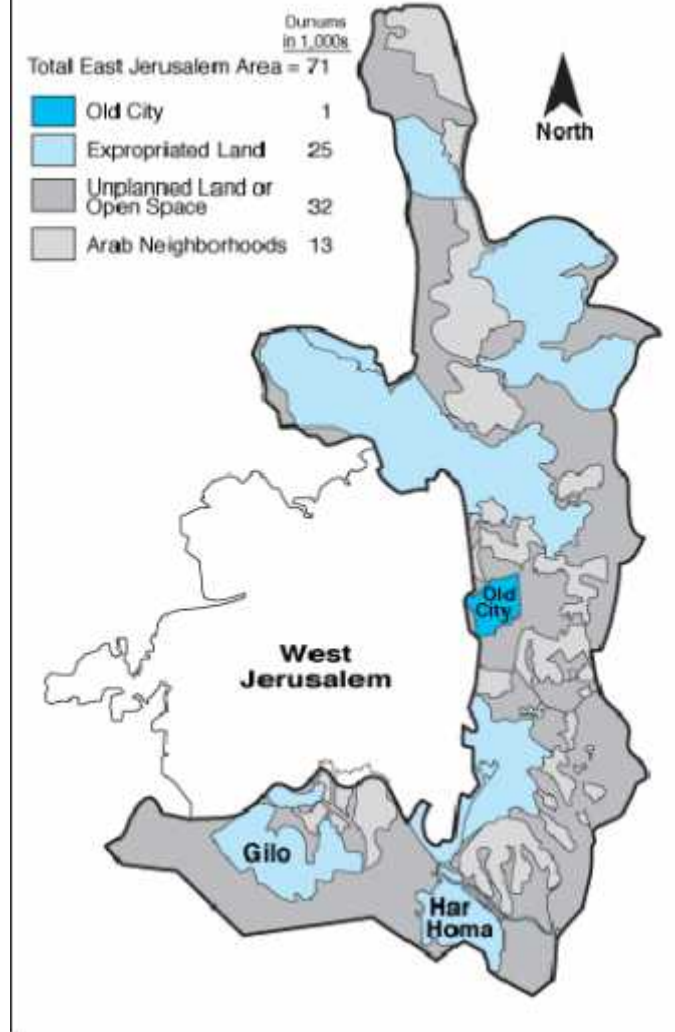 Dunums
in 1,000s
Total East Jerusalem Area = 71
Old City 1
Expropriated Land 25
Unplanned Land or
Open Space 32
Arab Neighborhoods 13
North
Old
City
West
Jerusalem
Gilo
Har
Homa